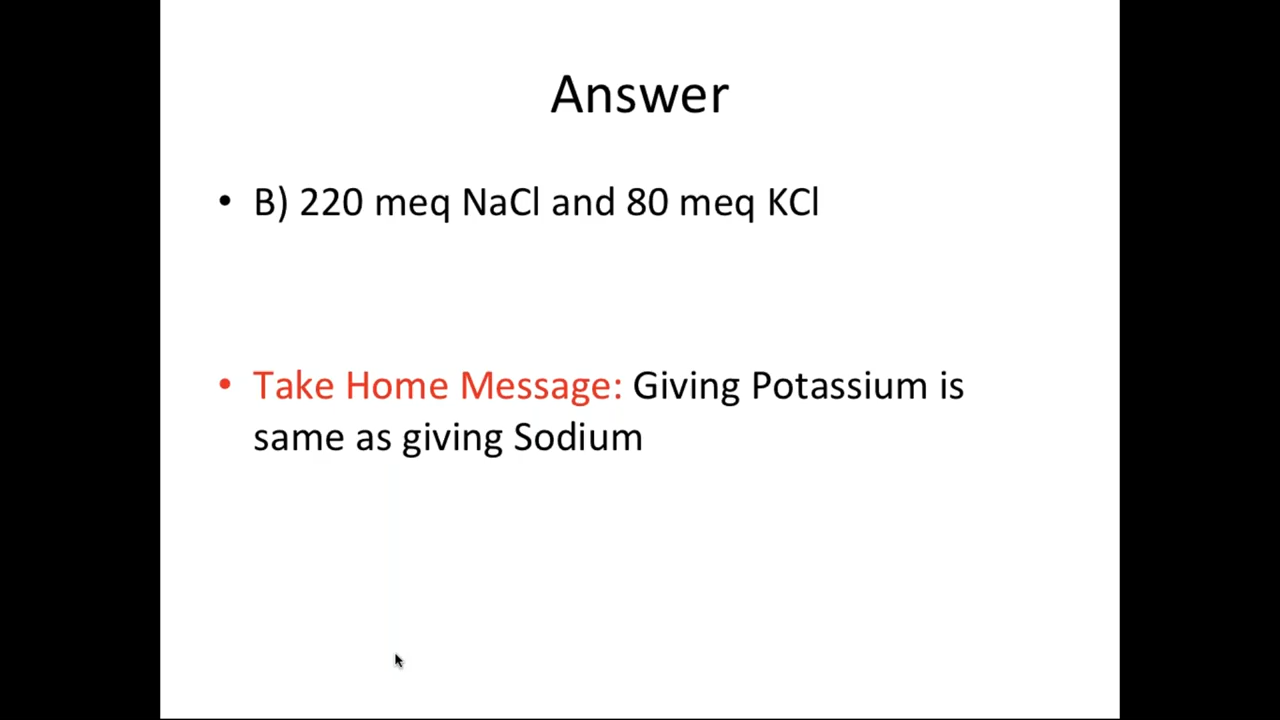 Answer
• B) 220 meq NaCl and 80 meq KCl
• Take Home Message: Giving Potassium is
same as giving Sodium